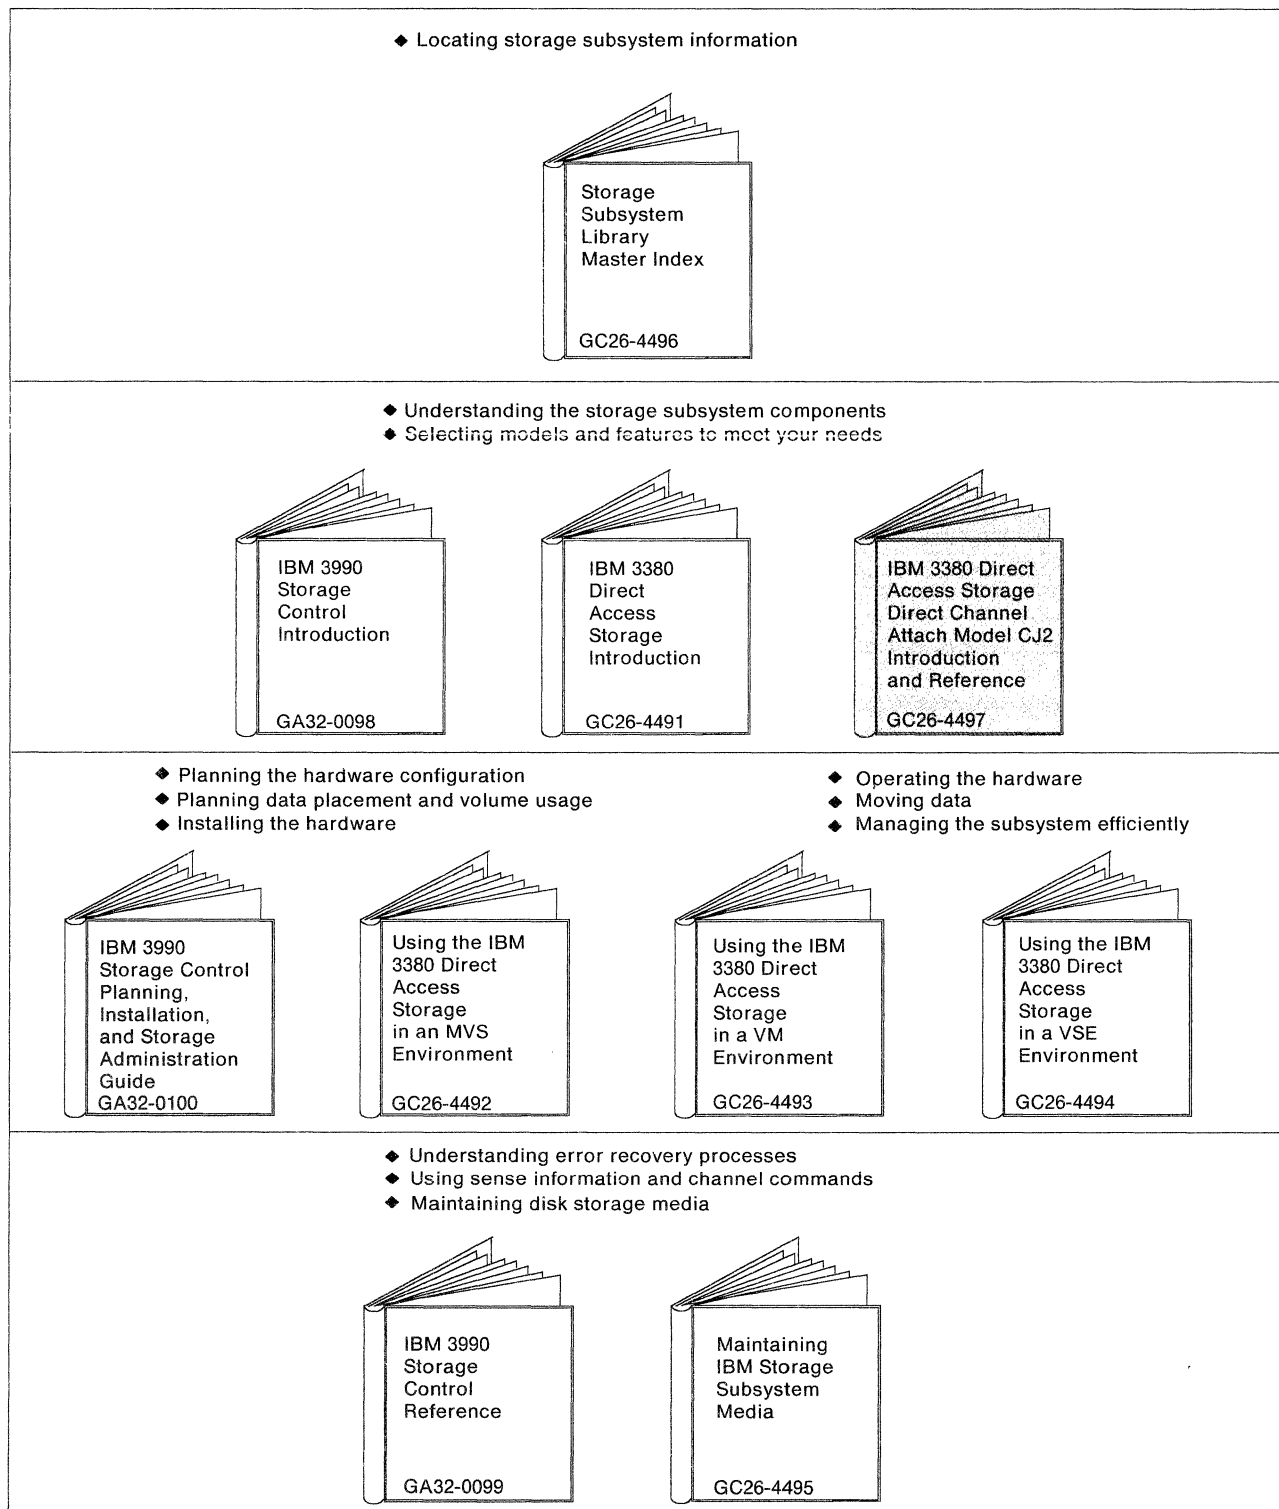 ◆ Locating storage subsystem information
Storage
Subsystem
Library
Master Index
GC26-4496
◆ Understanding the storage subsystem components
◆ Selecting models and features to meet your needs
IBM 3990
Storage
Control
Introduction
GA32-0098
IBM 3380
Direct
Access
Storage
Introduction
GC26-4491
IBM 3380 Direct
Access Storage
Direct Channel
Attach Model CJ2
Introduction
and Reference
GC26-4497
◆ Planning the hardware configuration
◆ Planning data placement and volume usage
◆ Installing the hardware
◆ Operating the hardware
◆ Moving data
◆ Managing the subsystem efficiently
IBM 3990
Storage Control
Planning,
Installation,
and Storage
Administration
Guide
GA32-0100
Using the IBM
3380 Direct
Access
Storage
in an MVS
Environment
GC26-4492
Using the IBM
3380 Direct
Access
Storage
in a VM
Environment
GC26-4493
Using the IBM
3380 Direct
Access
Storage
in a VSE
Environment
GC26-4494
◆ Understanding error recovery processes
◆ Using sense information and channel commands
◆ Maintaining disk storage media
IBM 3990
Storage
Control
Reference
GA32-0099
Maintaining
IBM Storage
Subsystem
Media
GC26-4495